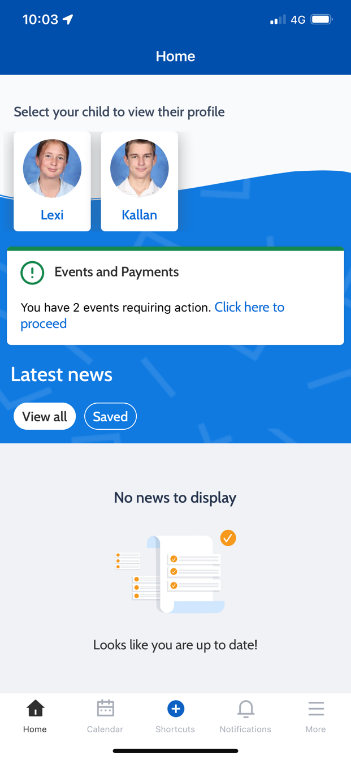 10:03
4G
Home
Select your child to view their profile
Lexi
Kallan
Events and Payments
You have 2 events requiring action. Click here to
proceed
Latest news
View all
Saved
No news to display
Looks like you are up to date!
Home
Calendar
Shortcuts
Notifications
More